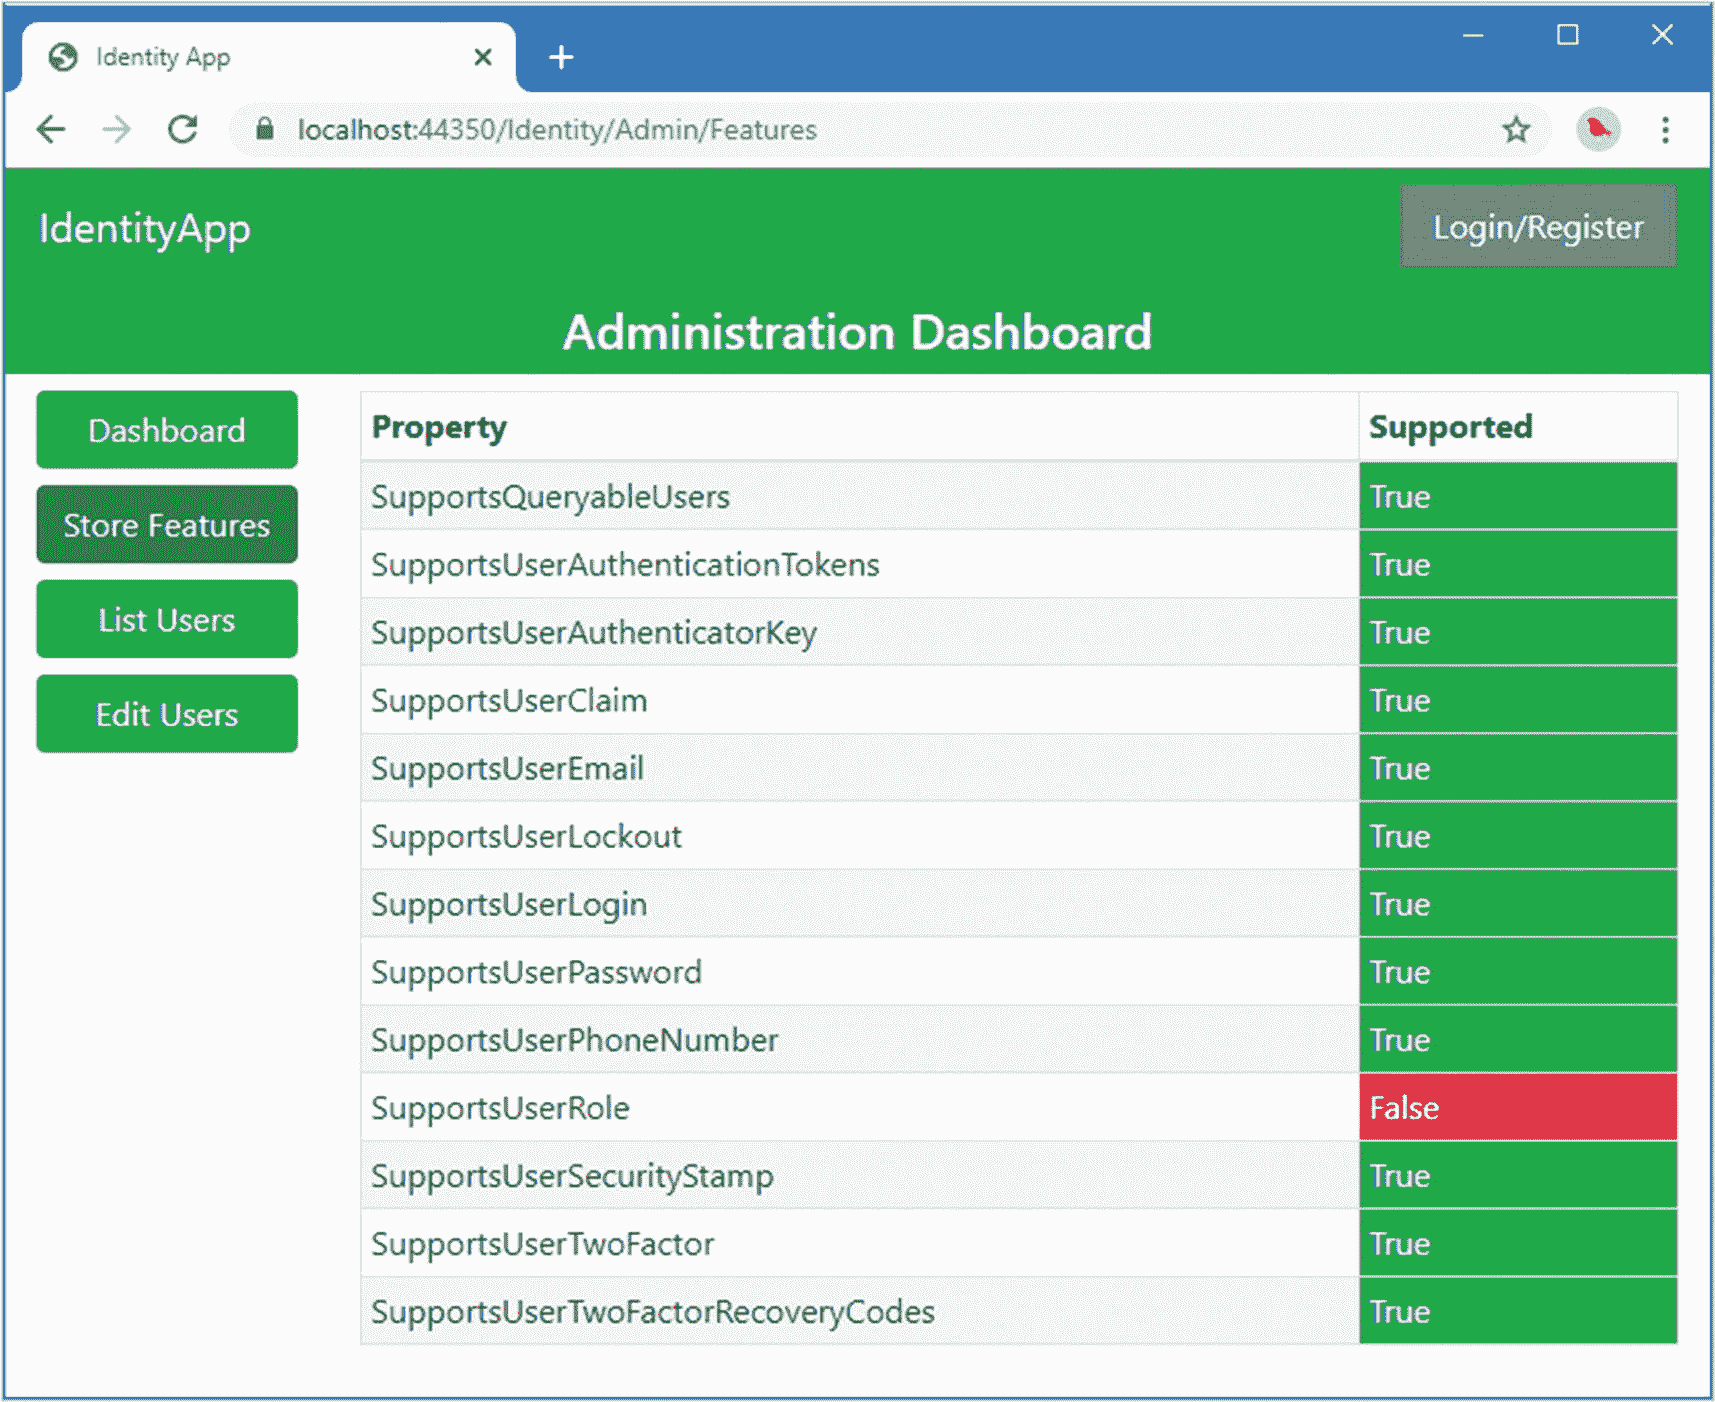 Identity App
localhost:44350/Identity/Admin/Features
IdentityApp
Login/Register
Administration Dashboard
Dashboard
Store Features
List Users
Edit Users
Property Supported
SupportsQueryableUsers True
SupportsUserAuthenticationTokens True
SupportsUserAuthenticatorKey True
SupportsUserClaim True
SupportsUserEmail True
SupportsUserLockout True
SupportsUserLogin True
SupportsUserPassword True
SupportsUserPhoneNumber True
SupportsUserRole False
SupportsUserSecurityStamp True
SupportsUserTwoFactor True
SupportsUserTwoFactorRecoveryCodes True